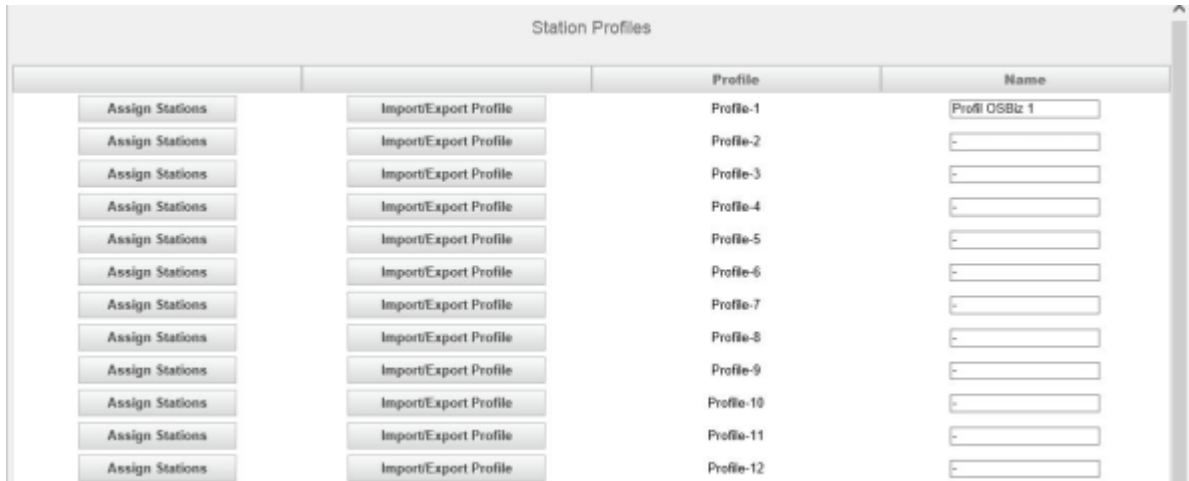 Station Profiles
Profile Name
Assign Stations Import/Export Profile Profile-1 Profil OSBiz 1
Assign Stations Import/Export Profile Profile-2 -
Assign Stations Import/Export Profile Profile-3 -
Assign Stations Import/Export Profile Profile-4 -
Assign Stations Import/Export Profile Profile-5 -
Assign Stations Import/Export Profile Profile-6 -
Assign Stations Import/Export Profile Profile-7 -
Assign Stations Import/Export Profile Profile-8 -
Assign Stations Import/Export Profile Profile-9 -
Assign Stations Import/Export Profile Profile-10 -
Assign Stations Import/Export Profile Profile-11 -
Assign Stations Import/Export Profile Profile-12 -